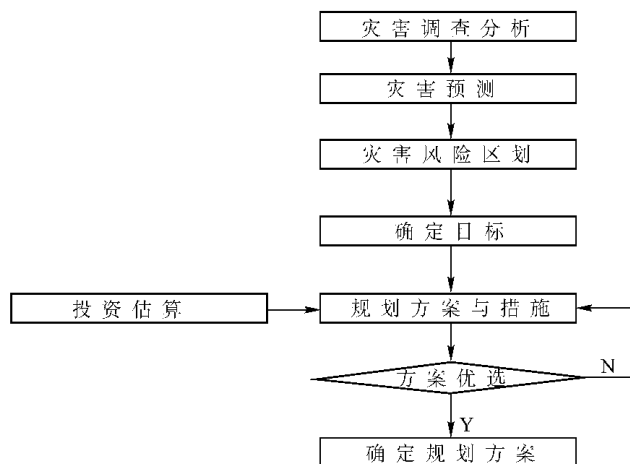 灾害调查分析
灾害预测
灾害风险区划
确定目标
投资估算
规划方案与措施
方案优选
N
Y
确定规划方案